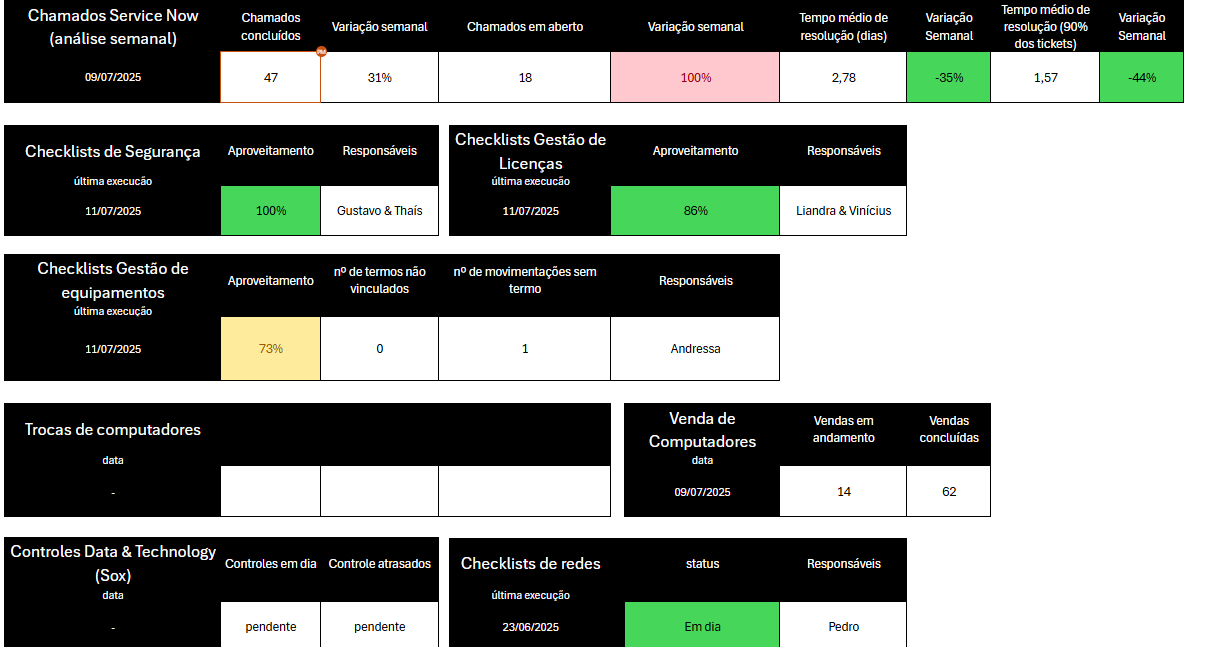 Chamados Service Now
(análise semanal)
Chamados
concluídos
Variação semanal
Chamados em aberto
Variação semanal
Tempo médio de
resolução (dias)
Variação
Semanal
Tempo médio de
resolução (90%
dos tickets)
Variação
Semanal
09/07/2025
47
31%
18
100%
2,78
-35%
1,57
-44%
Checklists de Segurança
última execução
Aproveitamento
Responsáveis
11/07/2025
100%
Gustavo & Thaís
Checklists Gestão de
Licenças
última execução
Aproveitamento
Responsáveis
11/07/2025
86%
Liandra & Vinícius
Checklists Gestão de
equipamentos
última execução
Aproveitamento
nº de termos não
vinculados
nº de movimentações sem
termo
Responsáveis
11/07/2025
73%
0
1
Andressa
Trocas de computadores
data
-
Venda de
Computadores
data
Vendas em
andamento
Vendas
concluídas
09/07/2025
14
62
Controles Data & Technology
(Sox)
data
Controles em dia
Controle atrasados
-
pendente
pendente
Checklists de redes
última execução
status
Responsáveis
23/06/2025
Em dia
Pedro